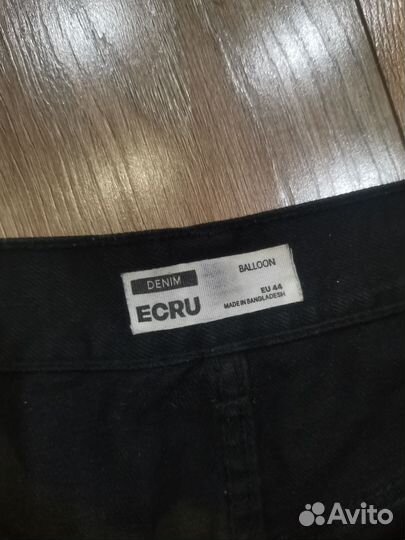 DENIM
ECRU
BALLOON
EU 44
MADE IN BANGLADESH
Avito